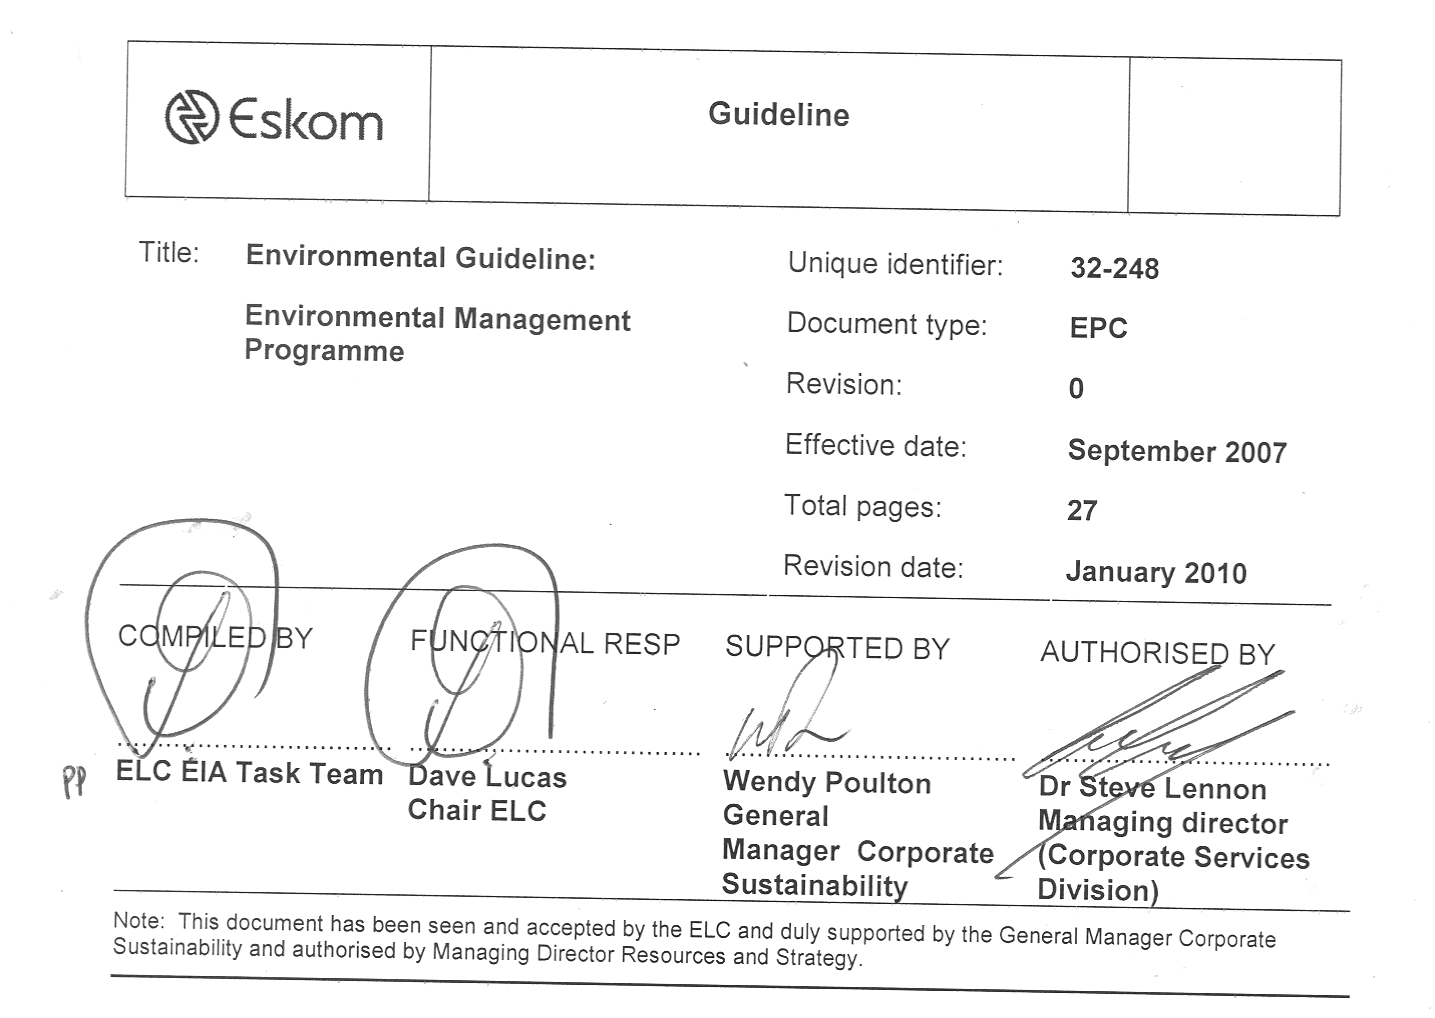 Eskom
Guideline
Title: Environmental Guideline:
Environmental Management
Programme
Unique identifier: 32-248
Document type: EPC
Revision: 0
Effective date: September 2007
Total pages: 27
Revision date: January 2010
COMPILED BY FUNCTIONAL RESP SUPPORTED BY AUTHORISED BY
PP ELC EIA Task Team
Dave Lucas
Chair ELC
Wendy Poulton
General
Manager Corporate
Sustainability
Dr Steve Lennon
Managing director
(Corporate Services
Division)
Note: This document has been seen and accepted by the ELC and duly supported by the General Manager Corporate
Sustainability and authorised by Managing Director Resources and Strategy.